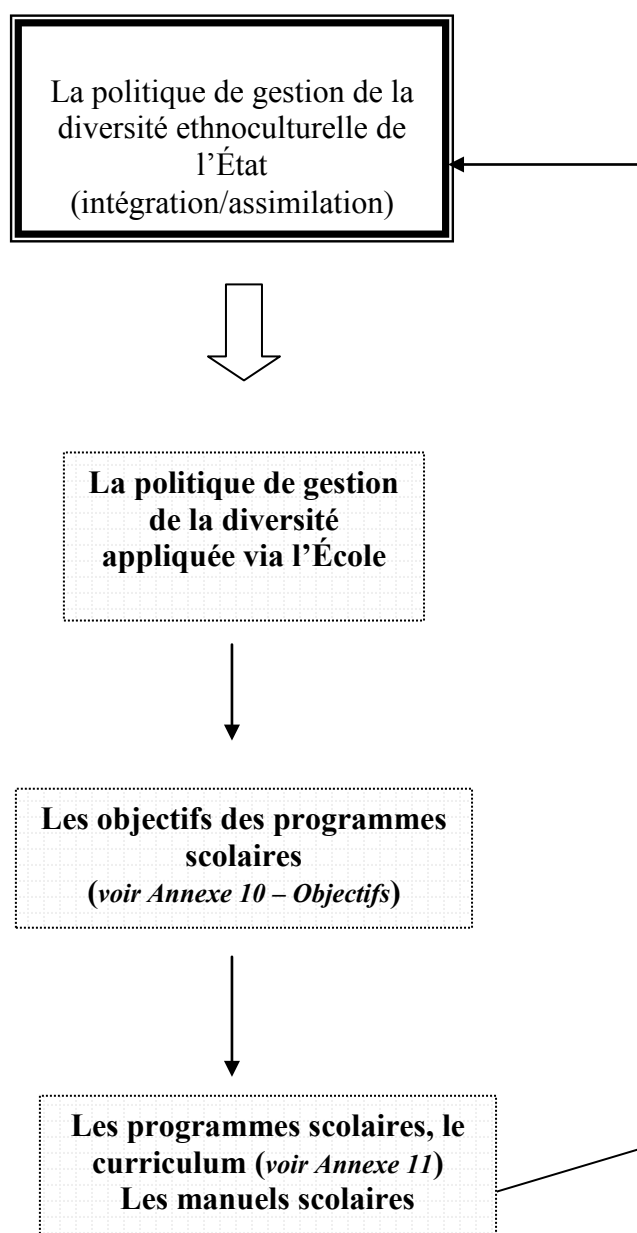 La politique de gestion de la
diversité ethnoculturelle de
l’État
(intégration/assimilation)
La politique de gestion
de la diversité
appliquée via l’École
Les objectifs des programmes
scolaires
(voir Annexe 10 – Objectifs)
Les programmes scolaires, le
curriculum (voir Annexe 11)
Les manuels scolaires